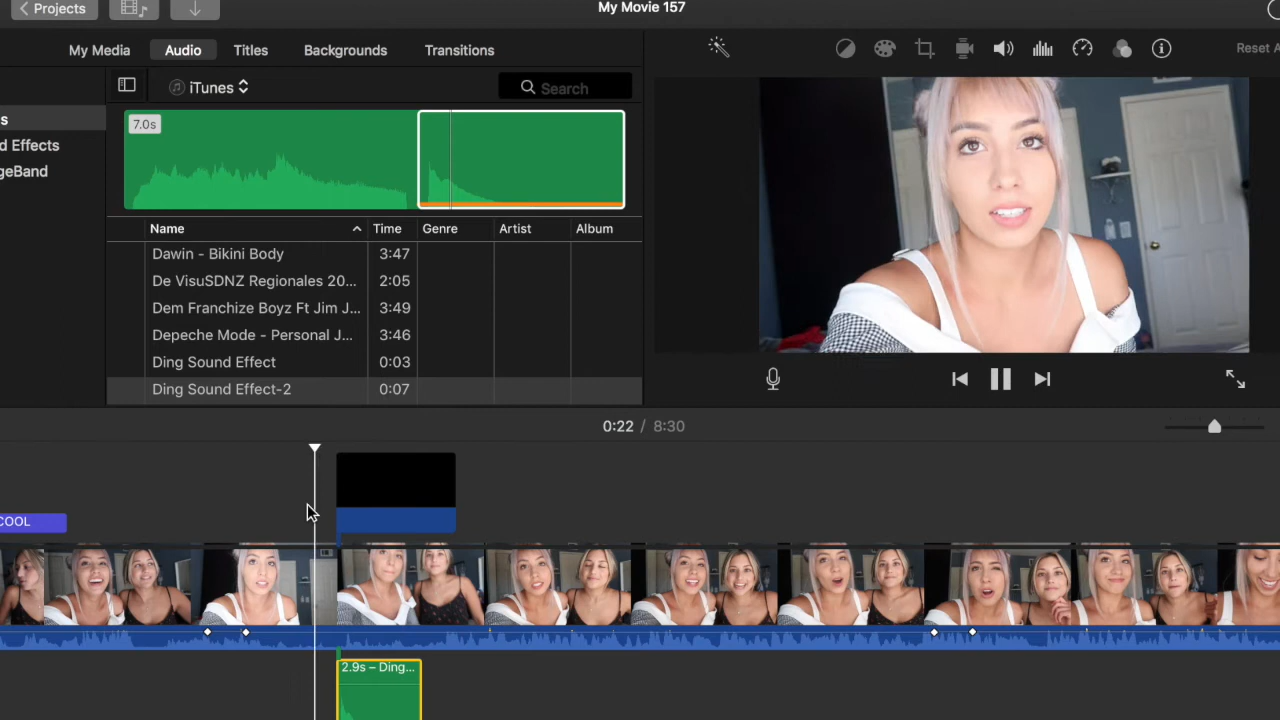 Projects
My Movie 157
My Media Audio Titles Backgrounds Transitions
Reset A
iTunes
Search
s
d Effects
geBand
7.0s
Name Time Genre Artist Album
Dawin - Bikini Body 3:47
De VisuSDNZ Regionales 20... 2:05
Dem Franchize Boyz Ft Jim J... 3:49
Depeche Mode - Personal J... 3:46
Ding Sound Effect 0:03
Ding Sound Effect-2 0:07
0:22 / 8:30
COOL
2.9s – Ding...